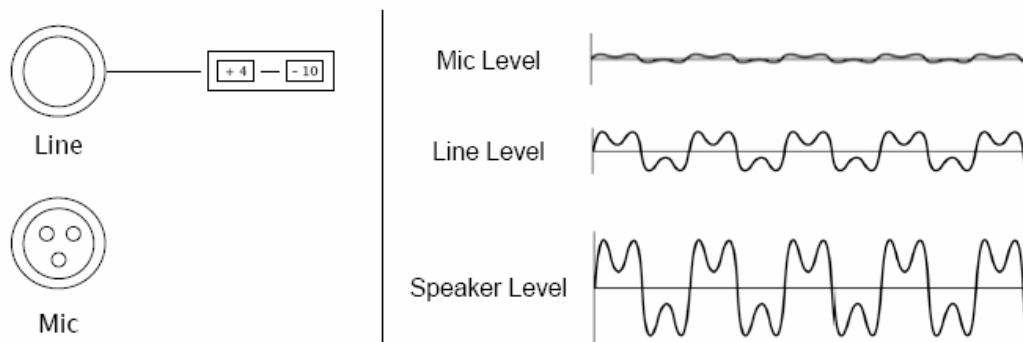 + 4 — - 10
Line
Mic
Mic Level
Line Level
Speaker Level